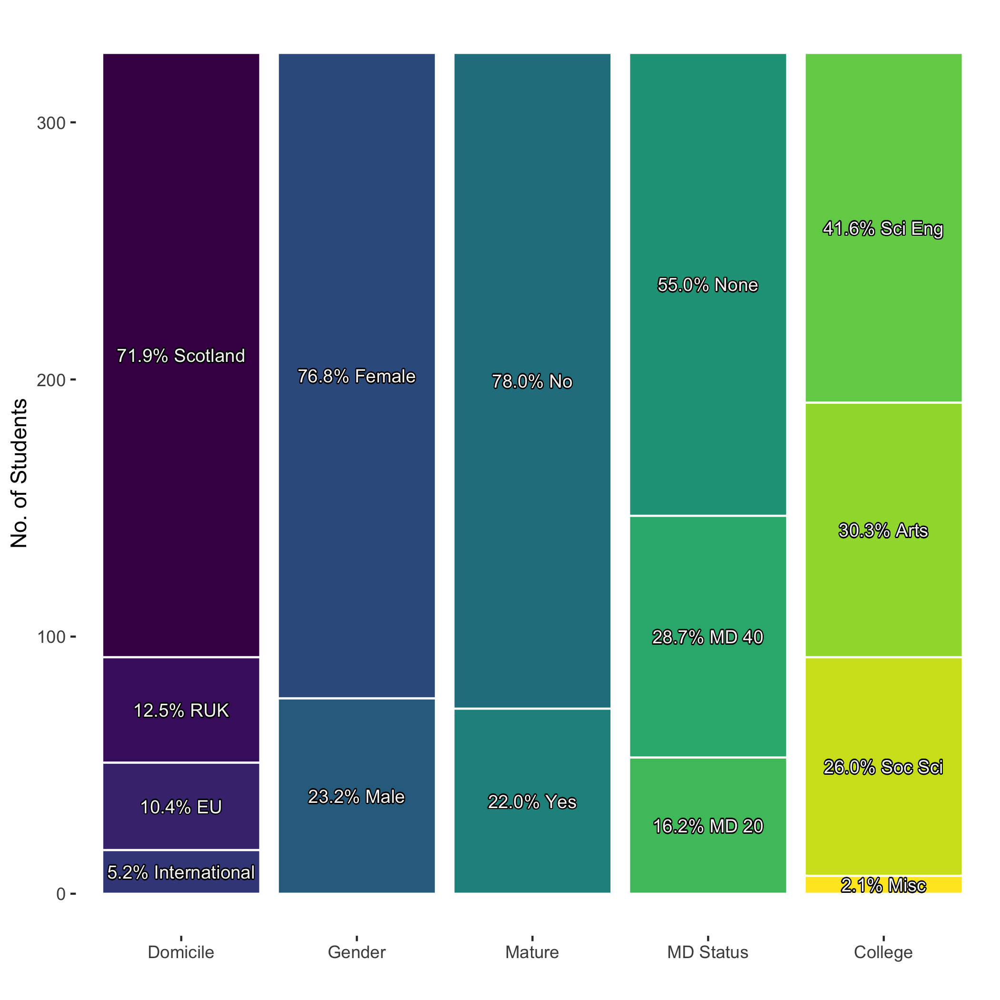 No. of Students
300
200
100
0
71.9% Scotland
12.5% RUK
10.4% EU
5.2% International
76.8% Female
23.2% Male
78.0% No
22.0% Yes
55.0% None
28.7% MD 40
16.2% MD 20
41.6% Sci Eng
30.3% Arts
26.0% Soc Sci
2.1% Misc
Domicile
Gender
Mature
MD Status
College